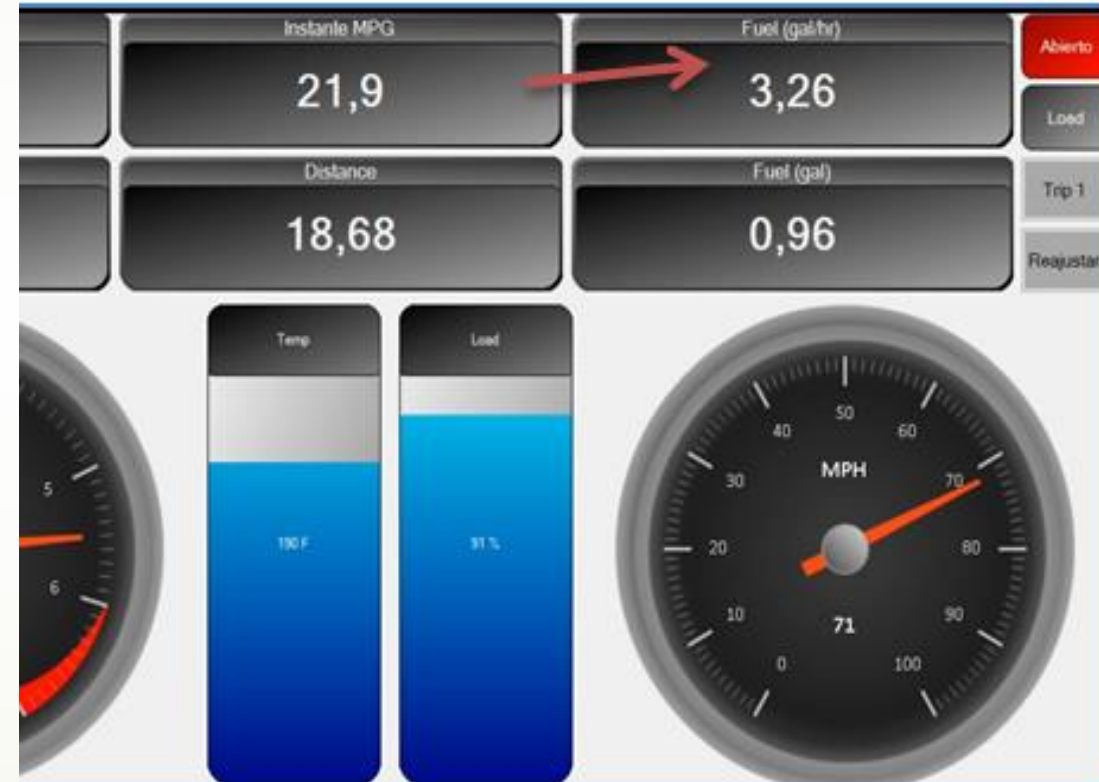 Instante MPG
Fuel (gal/hr)
Abierto
21,9
3,26
Load
Distance
Fuel (gal)
Trip 1
18,68
0,96
Reajustar
Temp
Load
190 F
91 %
5
6
0
10
20
30
40
50
60
70
80
90
100
MPH
71